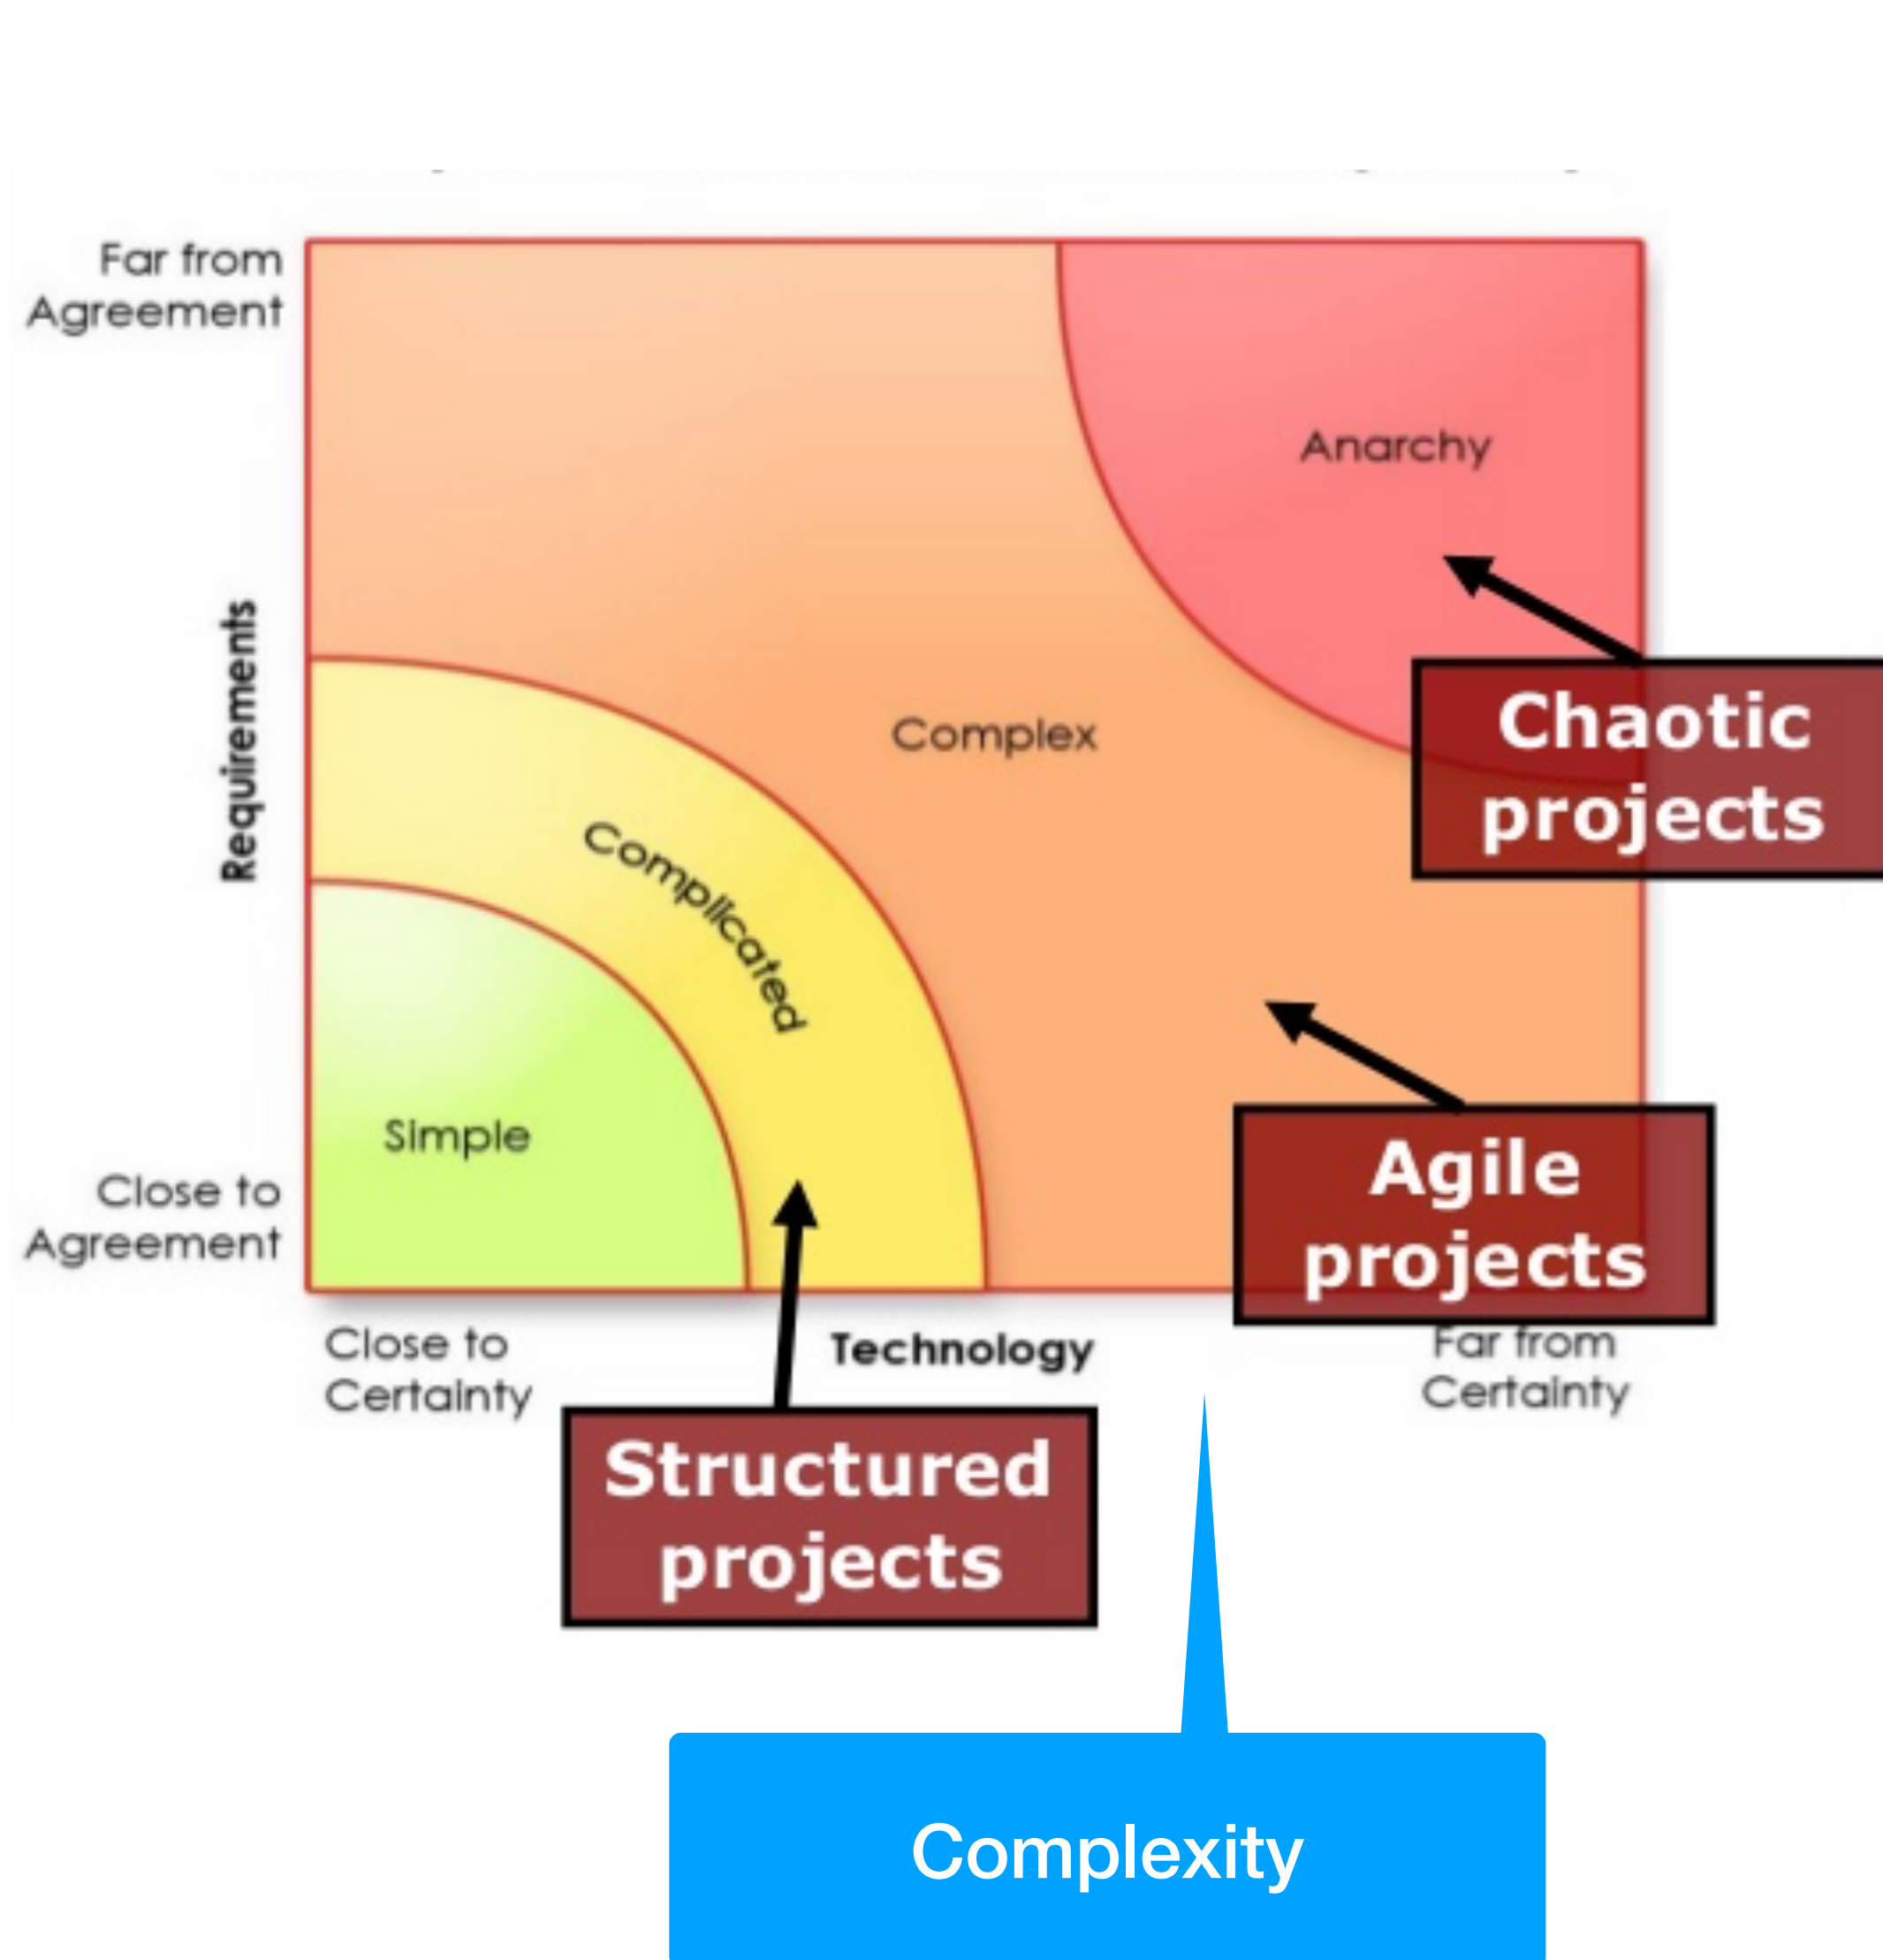 Far from
Agreement
Anarchy
Requirements
Complex
Chaotic
projects
Complicated
Simple
Agile
projects
Close to
Agreement
Close to
Certainty
Technology
Far from
Certainty
Structured
projects
Complexity